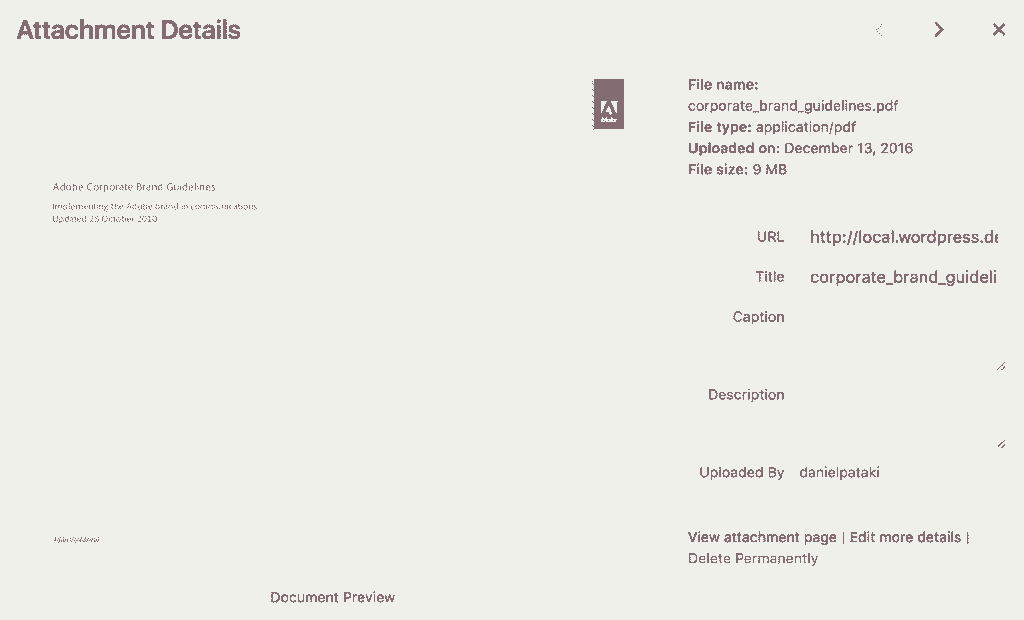 Attachment Details
File name:
corporate_brand_guidelines.pdf
File type: application/pdf
Uploaded on: December 13, 2016
File size: 9 MB
Adobe
Adobe Corporate Brand Guidelines
Implementing the Adobe brand in communications
Updated 26 October 2010
URL http://local.wordpress.de
Title corporate_brand_guideli
Caption
Description
Uploaded By danielpataki
View attachment page | Edit more details |
Delete Permanently
Document Preview